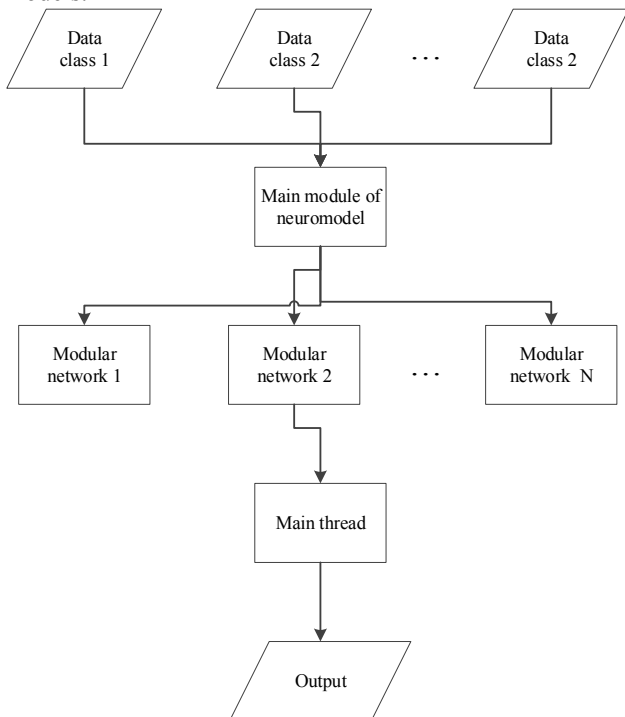 Data
class 1
Data
class 2
...
Data
class 2
Main module of
neuromodel
Modular
network 1
Modular
network 2
...
Modular
network N
Main thread
Output